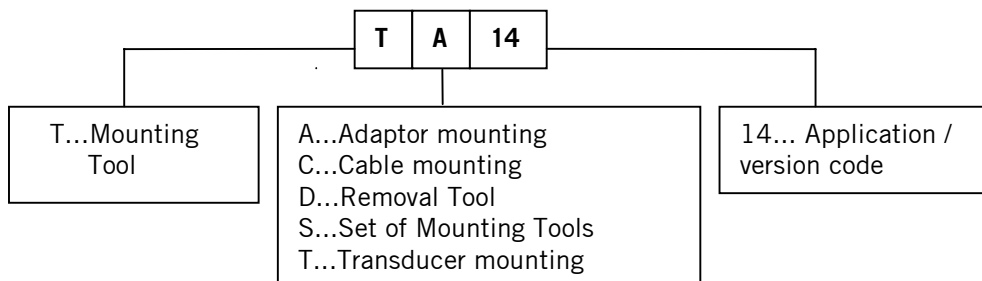 T A 14
T...Mounting
Tool
A...Adaptor mounting
C...Cable mounting
D...Removal Tool
S...Set of Mounting Tools
T...Transducer mounting
14... Application /
version code